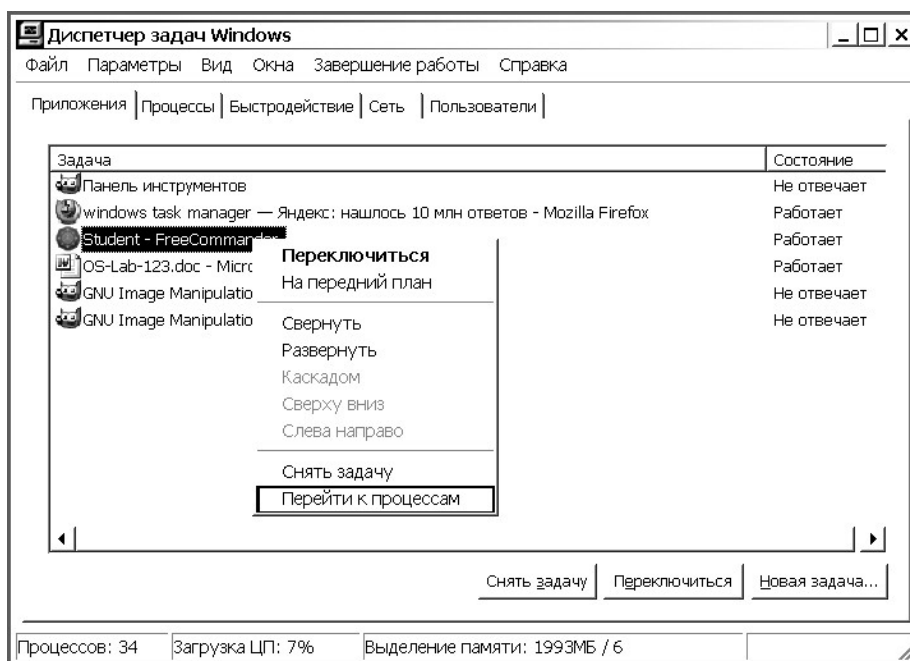 Диспетчер задач Windows
Файл Параметры Вид Окна Завершение работы Справка
Приложения Процессы Быстродействие Сеть Пользователи
Задача Состояние
Панель инструментов Не отвечает
windows task manager — Яндекс: нашлось 10 млн ответов - Mozilla Firefox Работает
Student - FreeCommander Работает
OS-Lab-123.doc - Micro Работает
GNU Image Manipulatio Не отвечает
GNU Image Manipulatio Не отвечает
Переключиться
На передний план
Свернуть
Развернуть
Каскадом
Сверху вниз
Слева направо
Снять задачу
Перейти к процессам
Снять задачу Переключиться Новая задача...
Процессов: 34 Загрузка ЦП: 7% Выделение памяти: 1993МБ / 6